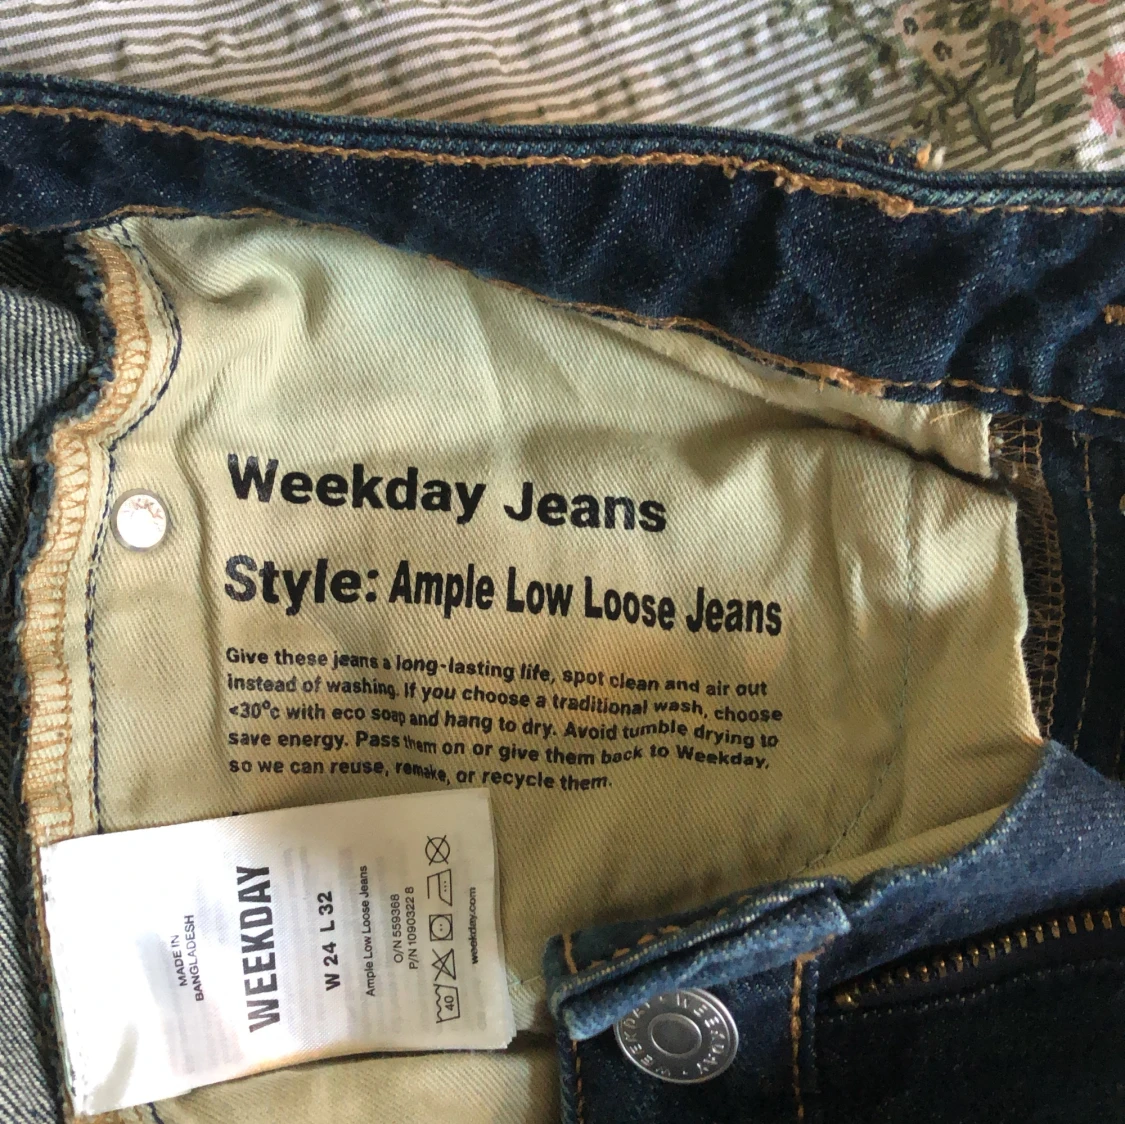 Weekday Jeans
Style: Ample Low Loose Jeans
Give these jeans a long-lasting life, spot clean and air out
instead of washing. If you choose a traditional wash, choose
<30°c with eco soap and hang to dry. Avoid tumble drying to
save energy. Pass them on or give them back to Weekday,
so we can reuse, remake, or recycle them.
MADE IN
BANGLADESH
WEEKDAY
W 24 L 32
Ample Low Loose Jeans
O/N 559368
P/N 10903228
40
weekday.com
WEEKDAY • WEEKDAY